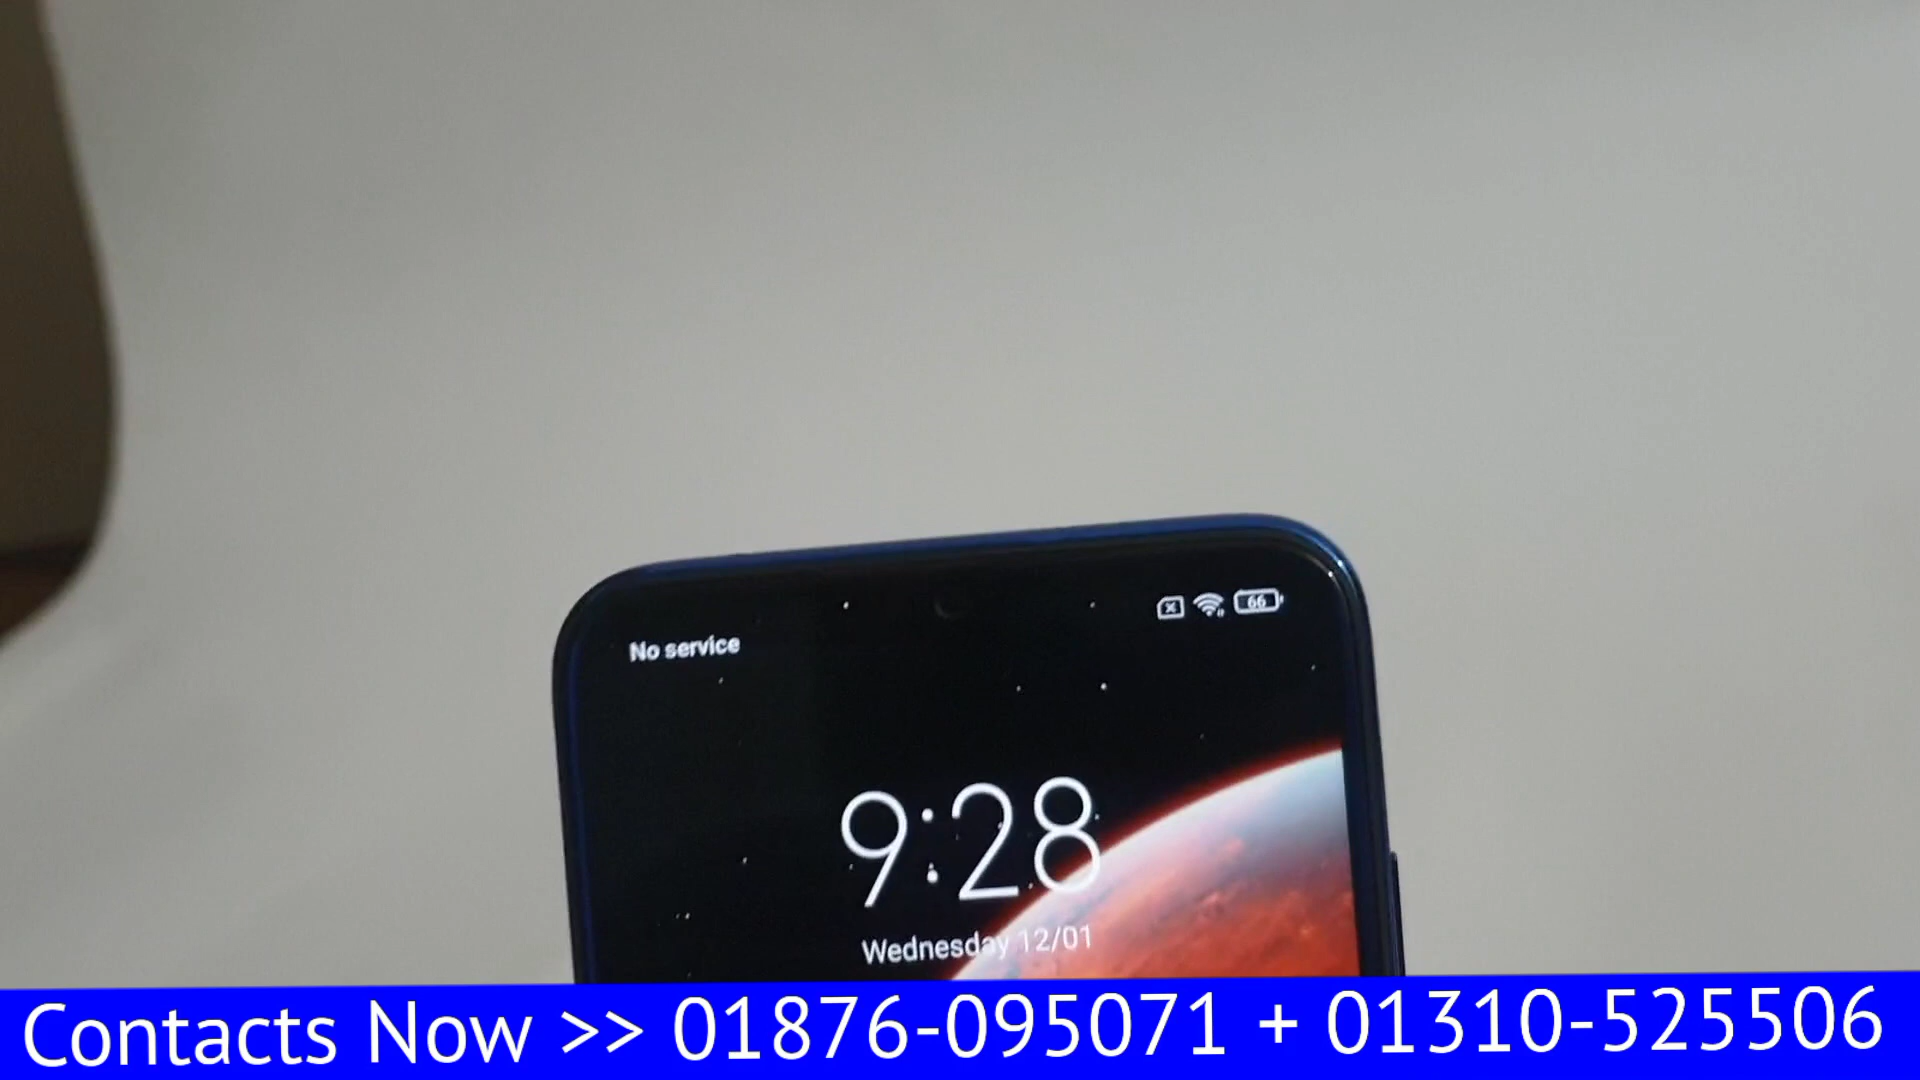 No service
66
9:28
Wednesday 12/01
Contacts Now >> 01876-095071 + 01310-525506